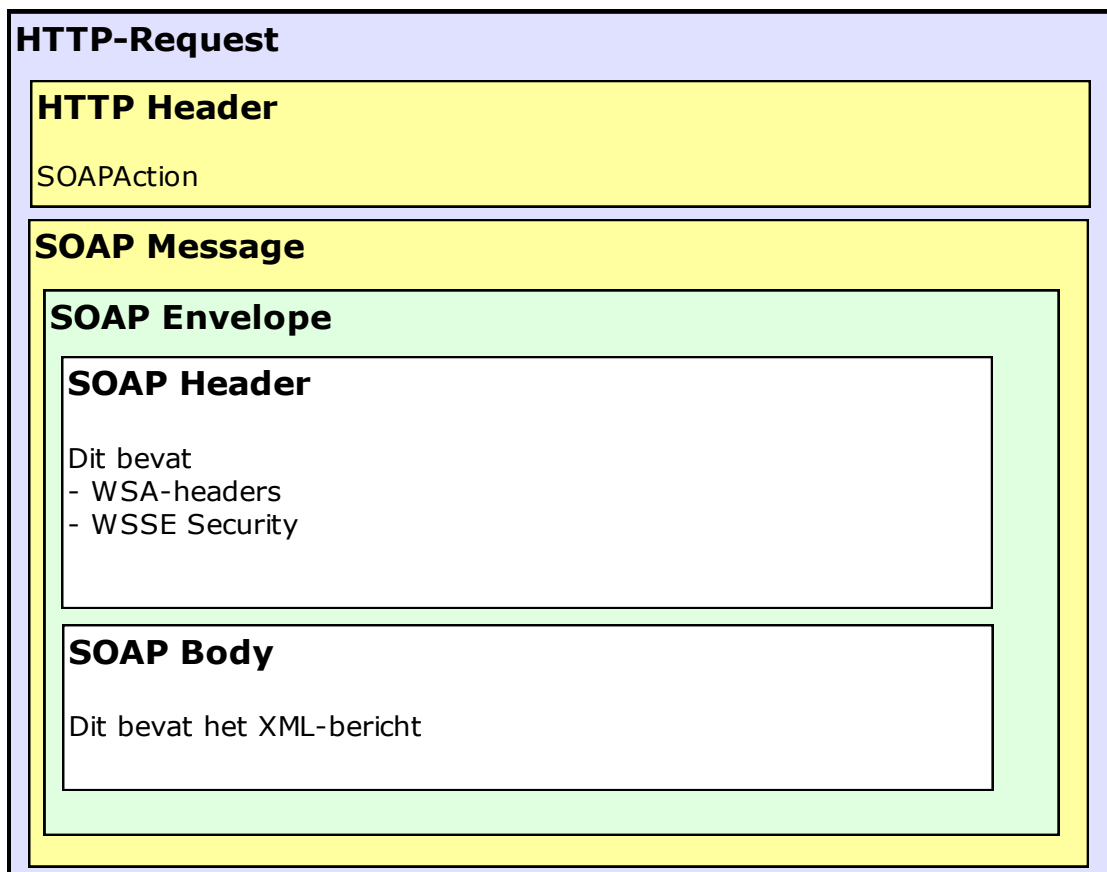 HTTP-Request
HTTP Header
SOAPAction
SOAP Message
SOAP Envelope
SOAP Header
Dit bevat
- WSA-headers
- WSSE Security
SOAP Body
Dit bevat het XML-bericht